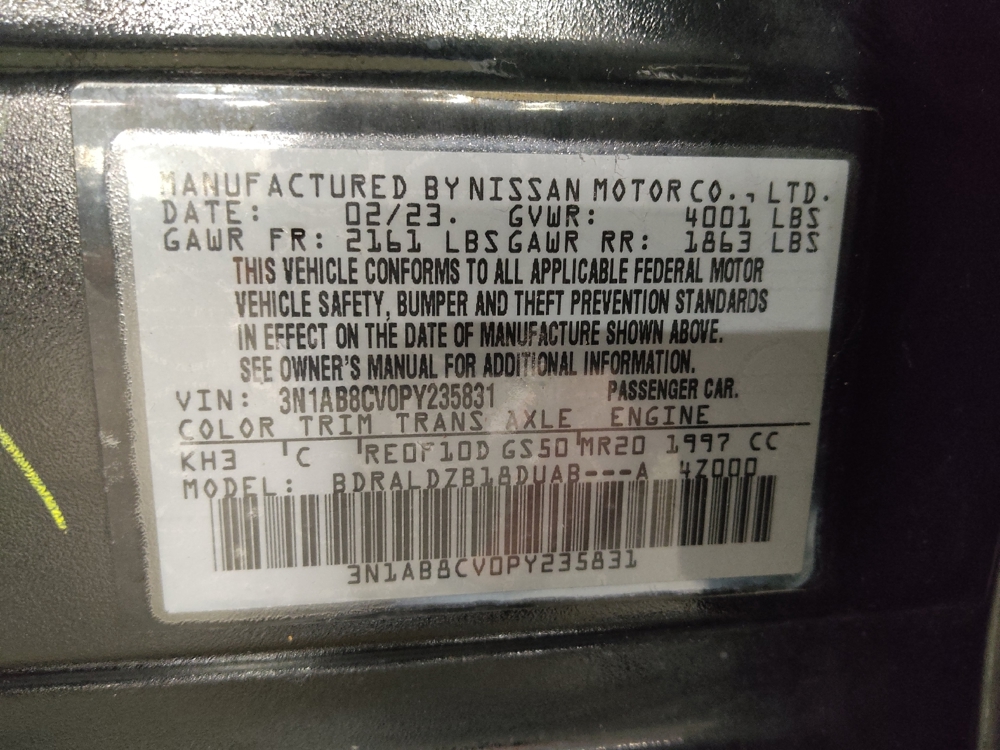 MANUFACTURED BY NISSAN MOTOR CO., LTD.
DATE: 02/23. GVWR: 4001 LBS
GAWR FR: 2161 LBS GAWR RR: 1863 LBS
THIS VEHICLE CONFORMS TO ALL APPLICABLE FEDERAL MOTOR
VEHICLE SAFETY, BUMPER AND THEFT PREVENTION STANDARDS
IN EFFECT ON THE DATE OF MANUFACTURE SHOWN ABOVE.
SEE OWNER'S MANUAL FOR ADDITIONAL INFORMATION.
VIN: 3N1AB8CV0PY235831 PASSENGER CAR.
COLOR TRIM TRANS AXLE ENGINE
KH3 C RE0F10D GS50 MR20 1997 CC
MODEL: BDRALDZB18DUAB---A 4Z000
3N1AB8CV0PY235831